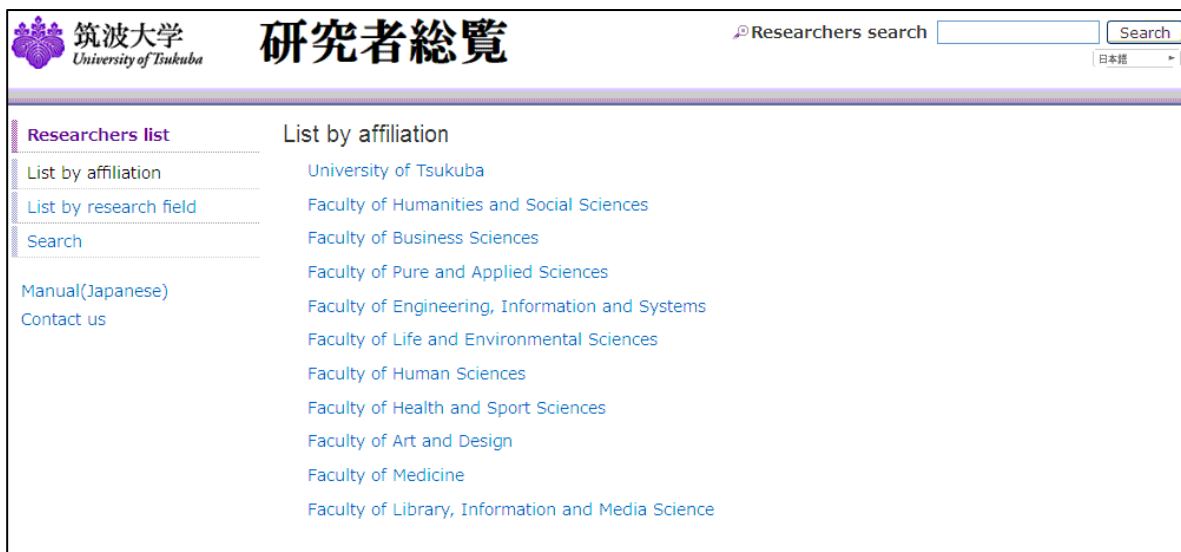 筑波大学
University of Tsukuba
研究者総覧
Researchers search
Search
日本語
Researchers list
List by affiliation
List by research field
Search
Manual(Japanese)
Contact us
List by affiliation
University of Tsukuba
Faculty of Humanities and Social Sciences
Faculty of Business Sciences
Faculty of Pure and Applied Sciences
Faculty of Engineering, Information and Systems
Faculty of Life and Environmental Sciences
Faculty of Human Sciences
Faculty of Health and Sport Sciences
Faculty of Art and Design
Faculty of Medicine
Faculty of Library, Information and Media Science